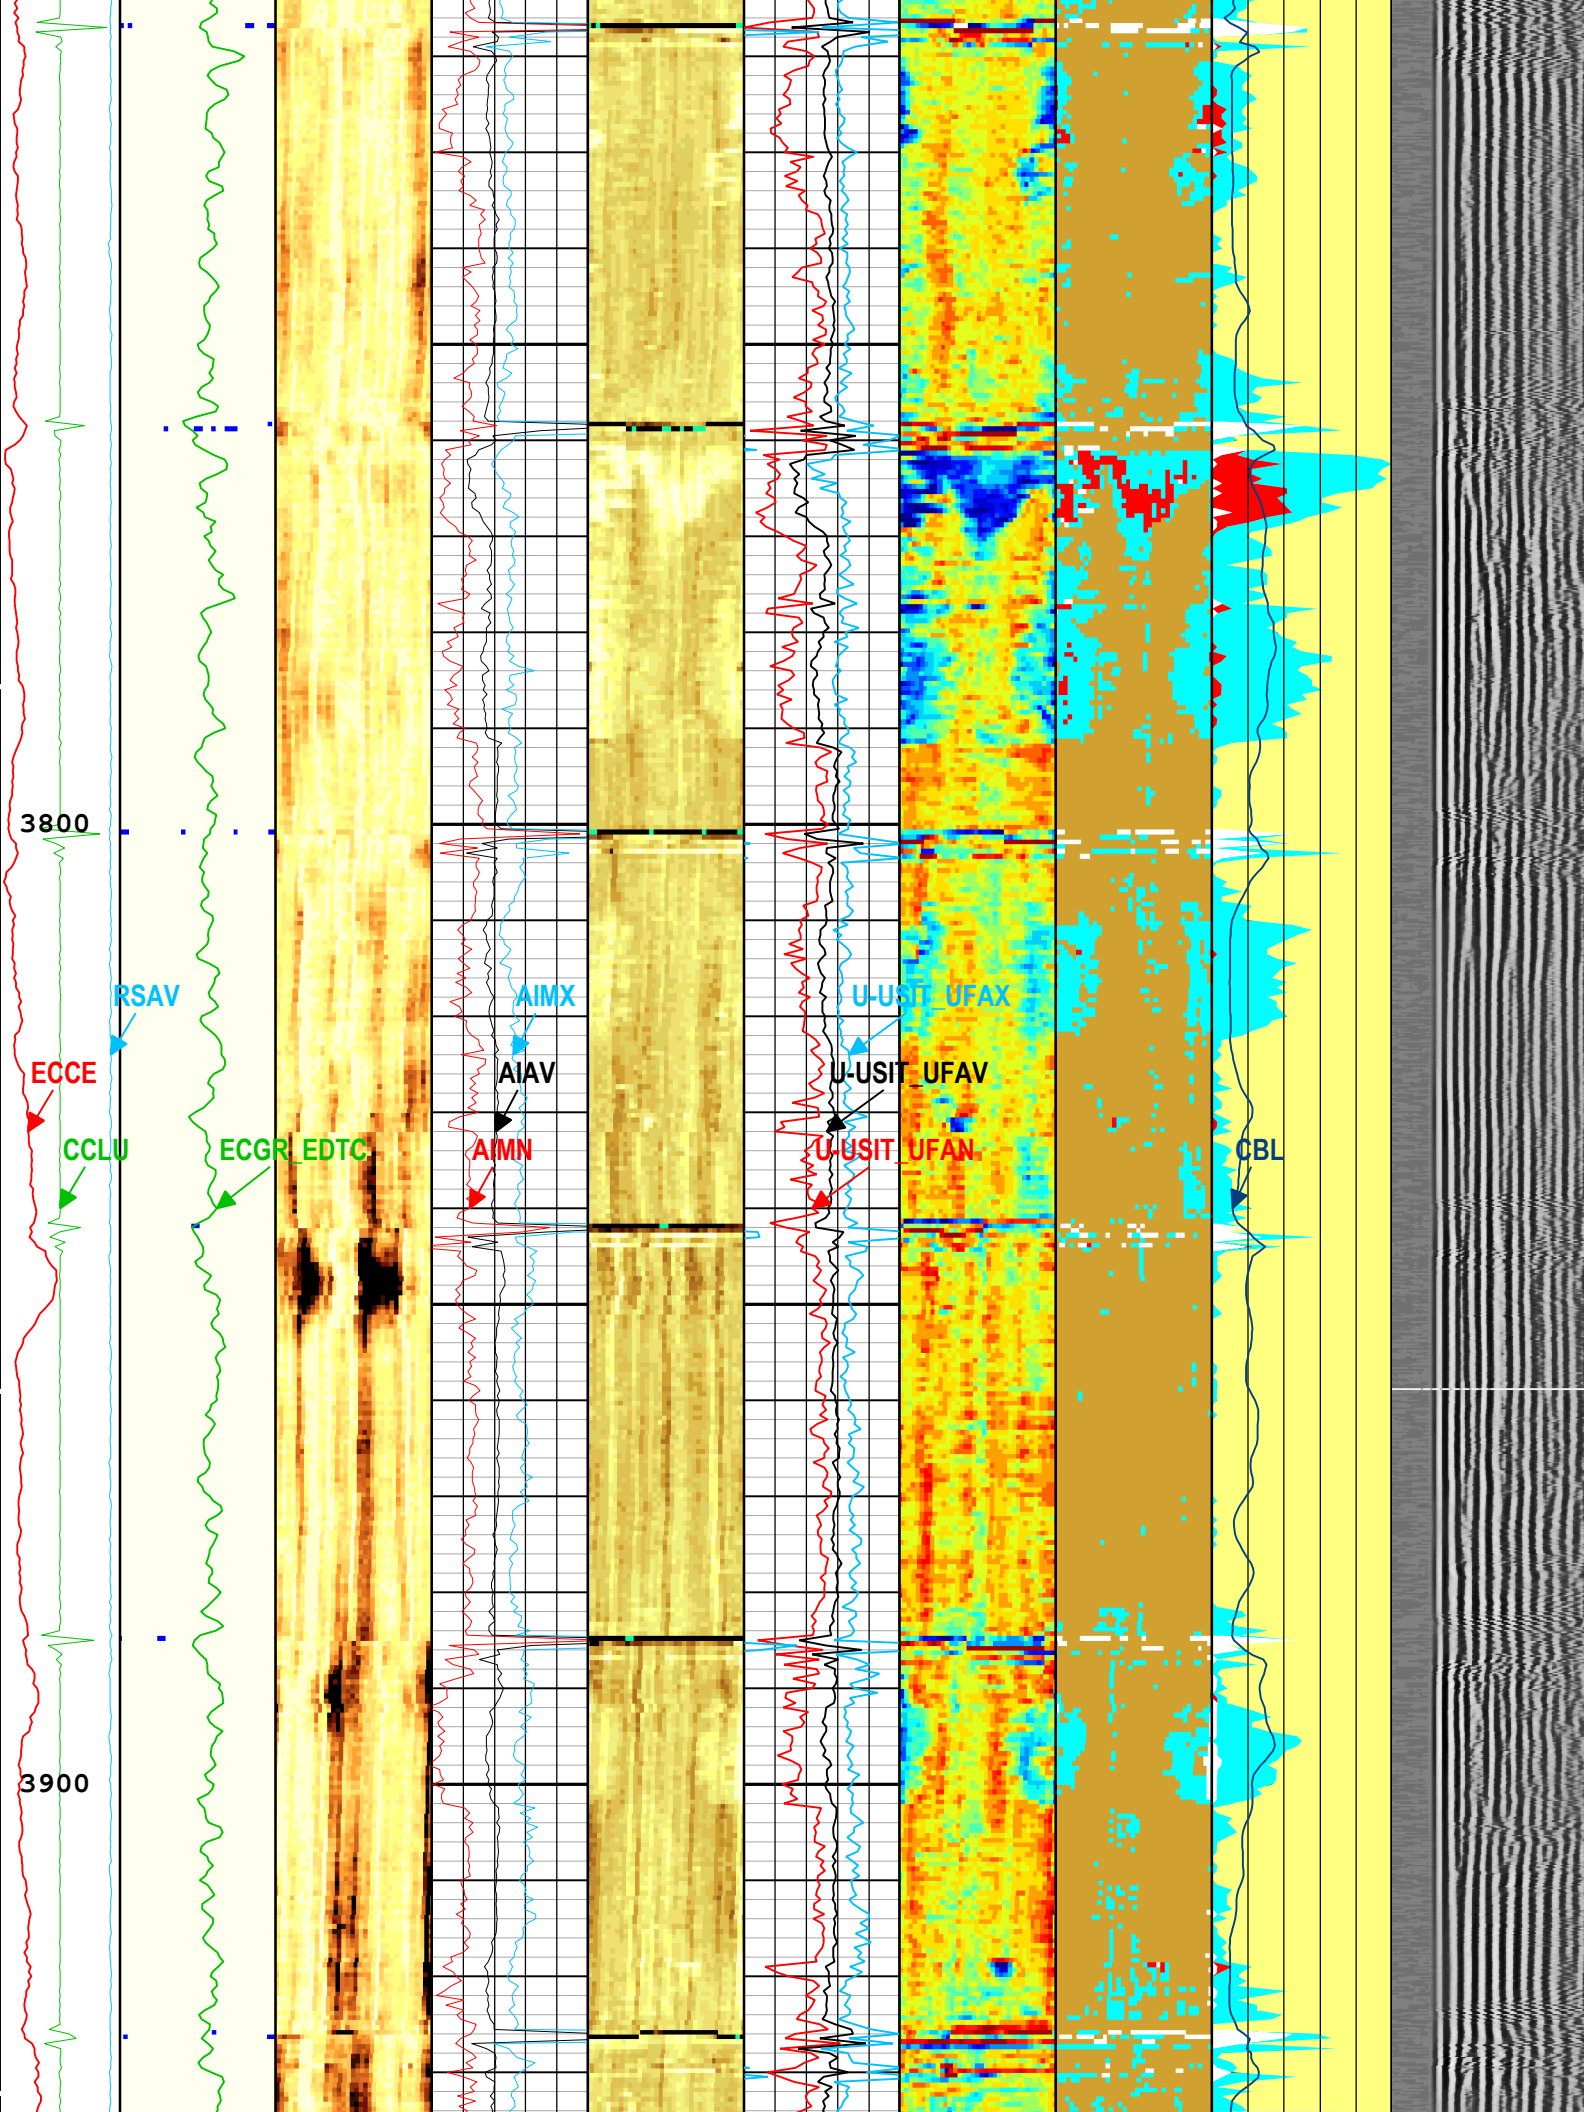 3800
RSAV
AIMX
U-USIT_UFAX
ECCE
AIAV
U-USIT_UFAV
CCLU
ECGR_EDTC
AIMN
U-USIT_UFAN
CBL
3900